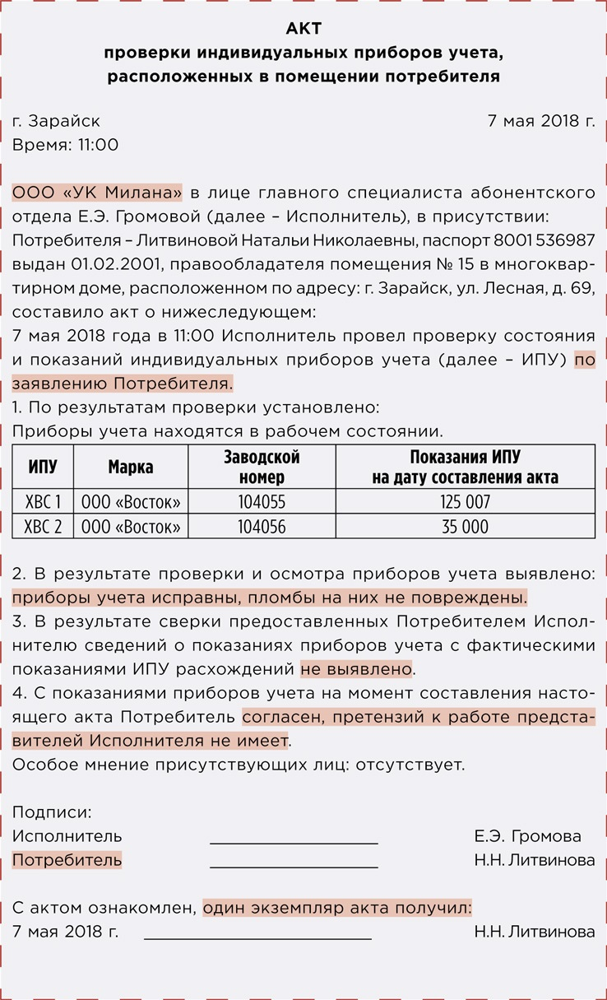 АКТ
проверки индивидуальных приборов учета,
расположенных в помещении потребителя
г. Зарайск 7 мая 2018 г.
Время: 11:00
ООО «УК Милана» в лице главного специалиста абонентского
отдела Е.Э. Громовой (далее – Исполнитель), в присутствии:
Потребителя – Литвиновой Натальи Николаевны, паспорт 8001 536987
выдан 01.02.2001, правообладателя помещения № 15 в многоквар-
тирном доме, расположенном по адресу: г. Зарайск, ул. Лесная, д. 69,
составило акт о нижеследующем:
7 мая 2018 года в 11:00 Исполнитель провел проверку состояния
и показаний индивидуальных приборов учета (далее – ИПУ) по
заявлению Потребителя.
1. По результатам проверки установлено:
Приборы учета находятся в рабочем состоянии.
ИПУ Марка Заводской номер Показания ИПУ на дату составления акта
ХВС 1 ООО «Восток» 104055 125 007
ХВС 2 ООО «Восток» 104056 35 000
2. В результате проверки и осмотра приборов учета выявлено:
приборы учета исправны, пломбы на них не повреждены.
3. В результате сверки предоставленных Потребителем Испол-
нителю сведений о показаниях приборов учета с фактическими
показаниями ИПУ расхождений не выявлено.
4. С показаниями приборов учета на момент составления насто-
ящего акта Потребитель согласен, претензий к работе предста-
вителей Исполнителя не имеет.
Особое мнение присутствующих лиц: отсутствует.
Подписи:
Исполнитель Е.Э. Громова
Потребитель Н.Н. Литвинова
С актом ознакомлен, один экземпляр акта получил:
7 мая 2018 г. Н.Н. Литвинова